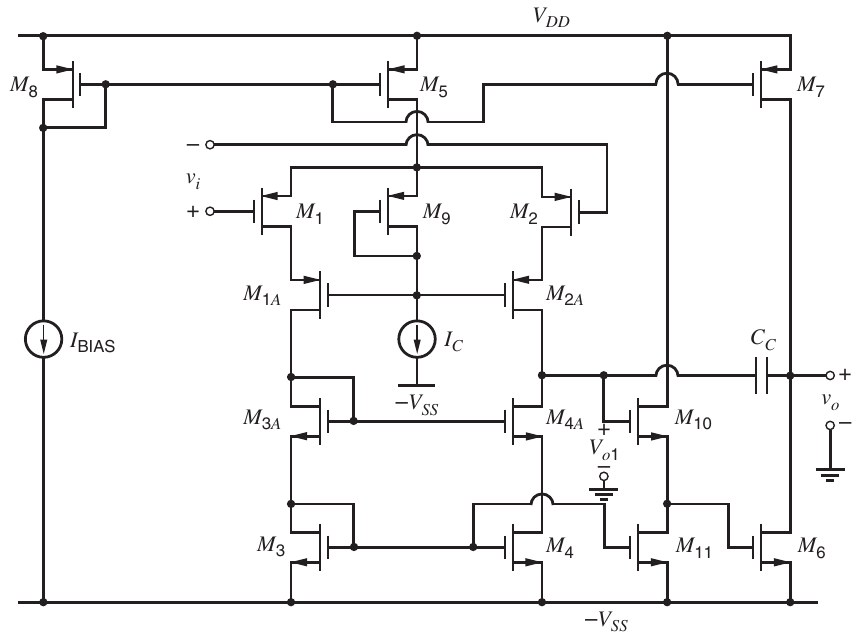 V_DD
M_8
M_5
M_7
−
v_i
+
M_1
M_9
M_2
M_1A
M_2A
I_BIAS
I_C
C_C
−V_SS
+
v_o
−
M_3A
M_4A
M_10
+
V_o1
−
M_3
M_4
M_11
M_6
−V_SS